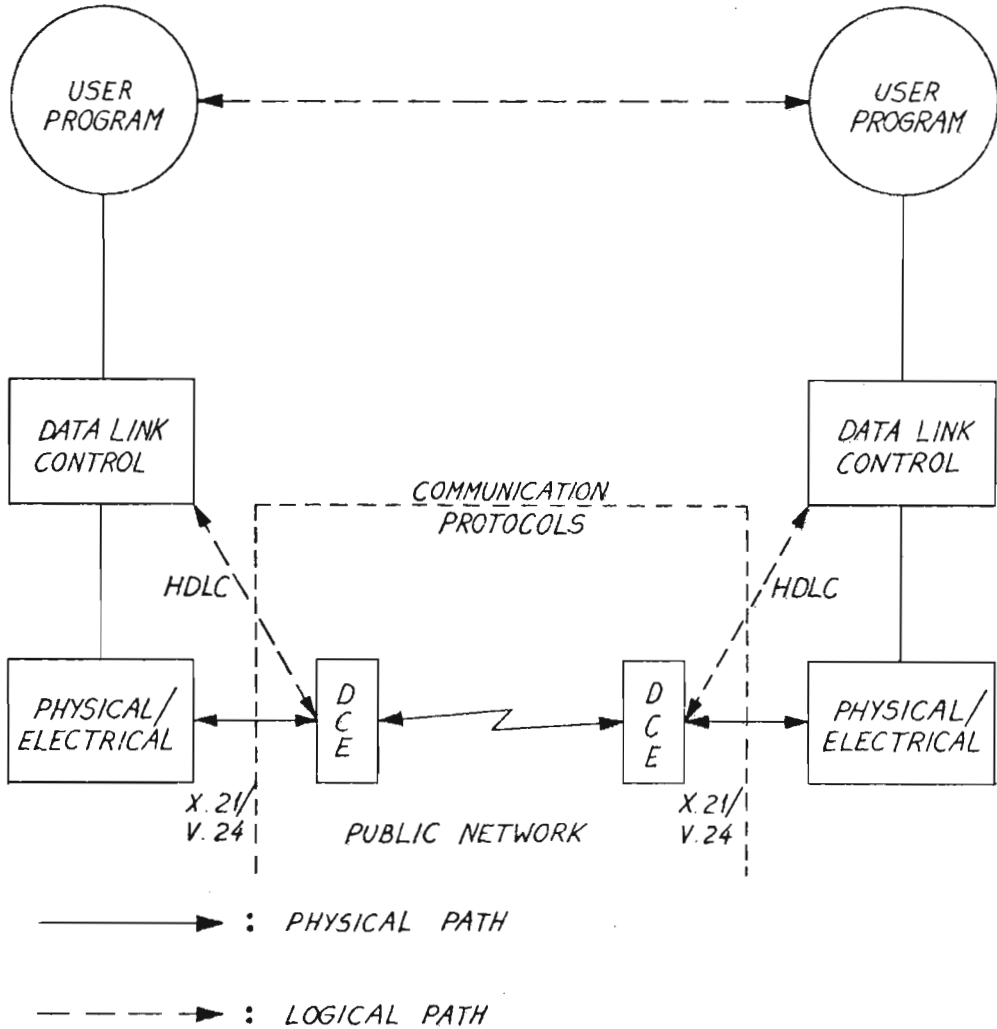 USER
PROGRAM
USER
PROGRAM
DATA LINK
CONTROL
DATA LINK
CONTROL
COMMUNICATION
PROTOCOLS
HDLC
HDLC
PHYSICAL/
ELECTRICAL
D
C
E
D
C
E
PHYSICAL/
ELECTRICAL
X.21/
V.24
PUBLIC NETWORK
X.21/
V.24
: PHYSICAL PATH
: LOGICAL PATH